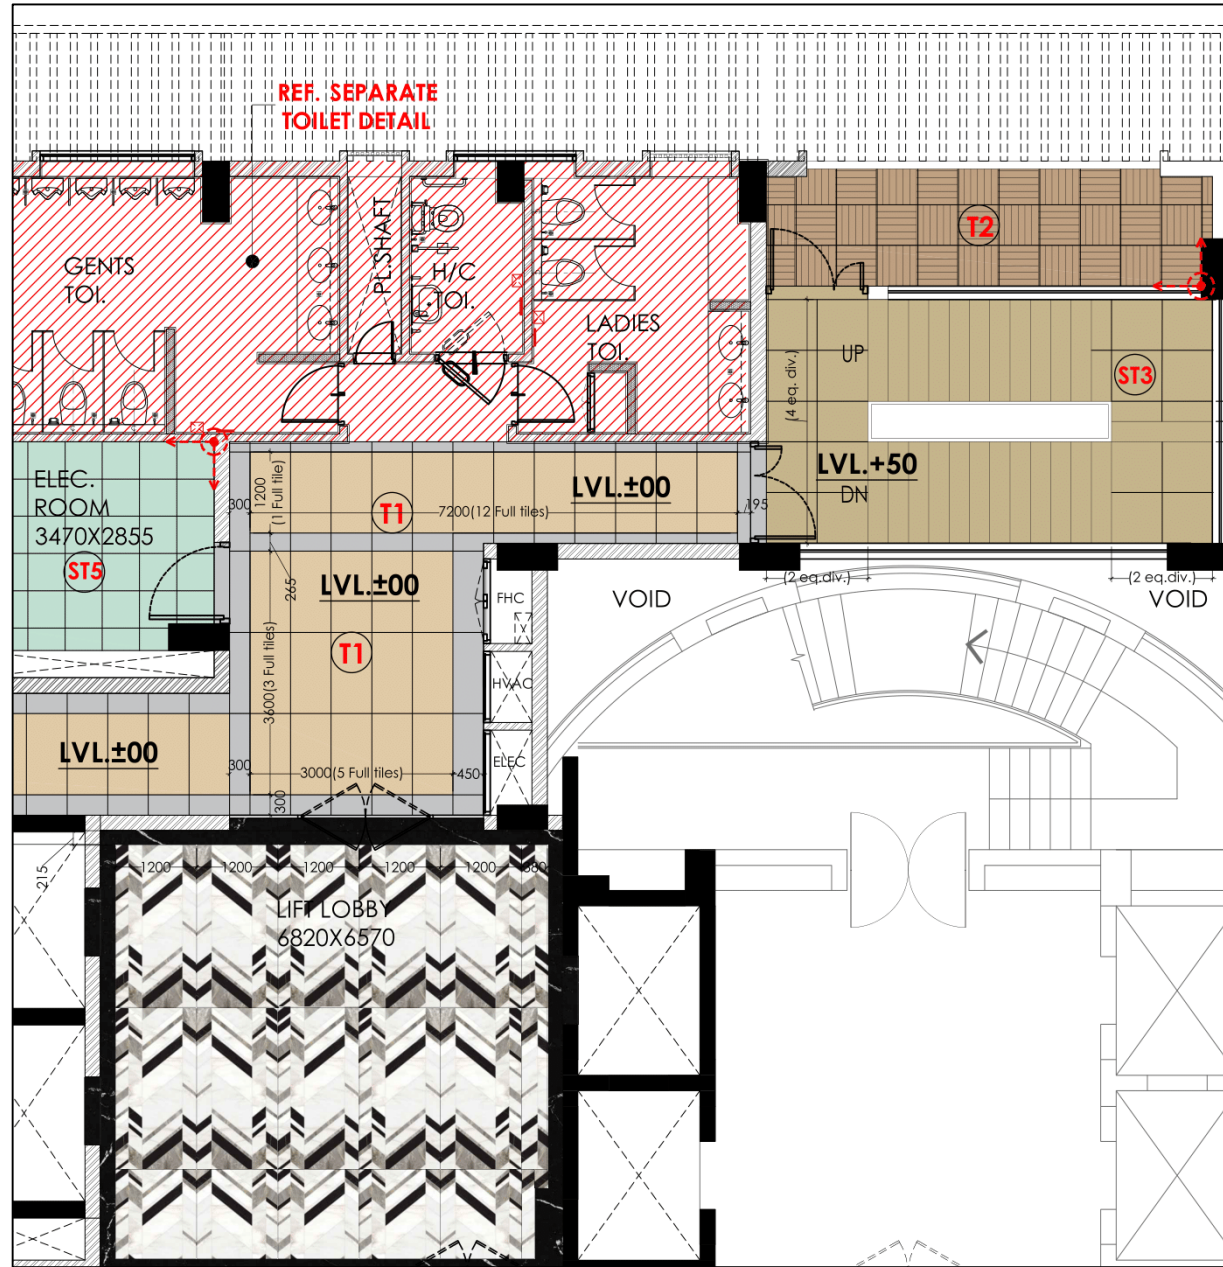 REF. SEPARATE
TOILET DETAIL
GENTS
TOI.
PL.SHAFT
H/C
TOI.
LADIES
TOI.
T2
UP
(4 eq. div.)
ST3
LVL.+50
DN
(2 eq.div.)
(2 eq.div.)
ELEC.
ROOM
3470X2855
ST5
300
1200
(1 Full tile)
T1
7200(12 Full tiles)
LVL.±00
195
265
LVL.±00
T1
3600(3 Full tiles)
FHC
HVAC
ELEC
VOID
VOID
LVL.±00
300
3000(5 Full tiles)
450
300
215
1200
1200
1200
1200
1200
380
LIFT LOBBY
6820X6570